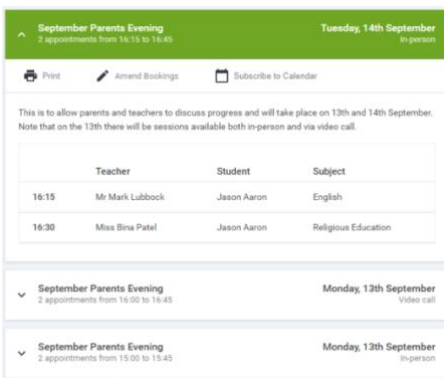 September Parents Evening Tuesday, 14th September
2 appointments from 16:15 to 16:45 In-person
Print Amend Bookings Subscribe to Calendar
This is to allow parents and teachers to discuss progress and will take place on 13th and 14th September.
Note that on the 13th there will be sessions available both in-person and via video call.
Teacher Student Subject
16:15 Mr Mark Lubbock Jason Aaron English
16:30 Miss Bina Patel Jason Aaron Religious Education
September Parents Evening Monday, 13th September
2 appointments from 16:00 to 16:45 Video call
September Parents Evening Monday, 13th September
2 appointments from 15:00 to 15:45 In-person